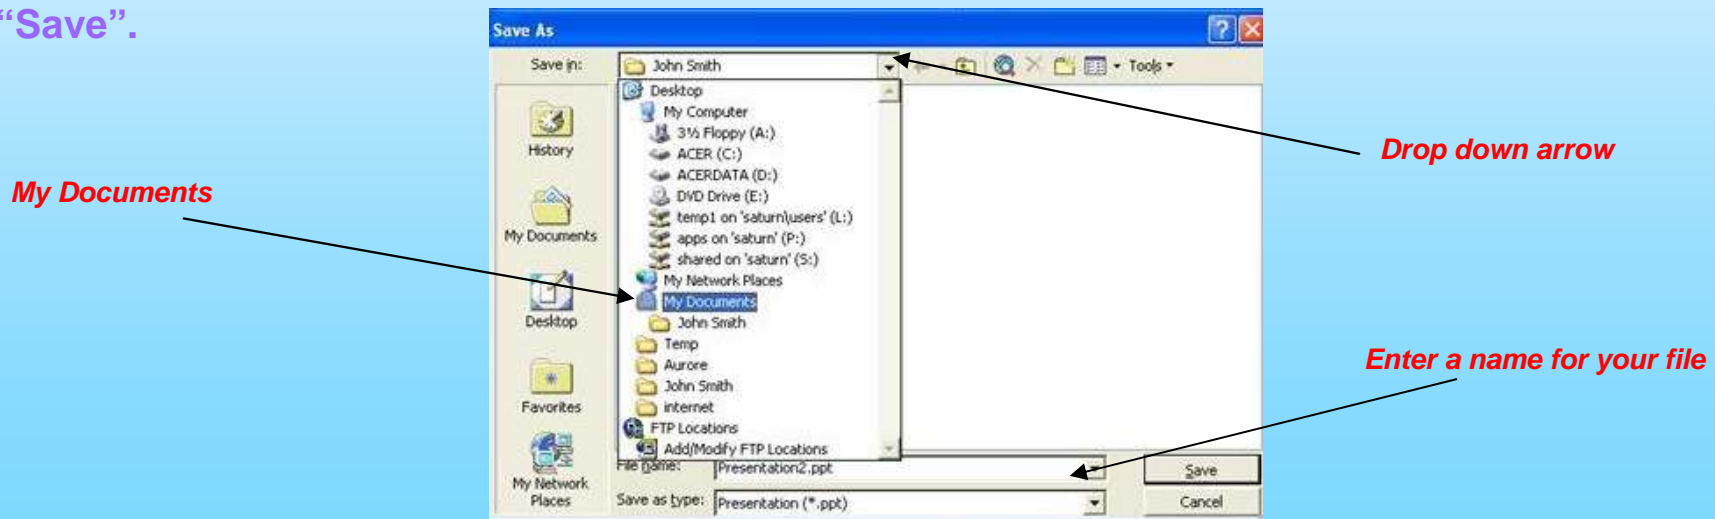 “Save”.
Save As
Save in:
John Smith
Tools
Desktop
My Computer
3½ Floppy (A:)
ACER (C:)
ACERDATA (D:)
DVD Drive (E:)
temp1 on 'saturn\users' (L:)
apps on 'saturn' (P:)
shared on 'saturn' (S:)
My Network Places
My Documents
John Smith
Temp
Aurore
John Smith
internet
FTP Locations
Add/Modify FTP Locations
History
My Documents
Desktop
Favorites
My Network
Places
File name:
Presentation2.ppt
Save
Save as type:
Presentation (*.ppt)
Cancel
My Documents
Drop down arrow
Enter a name for your file